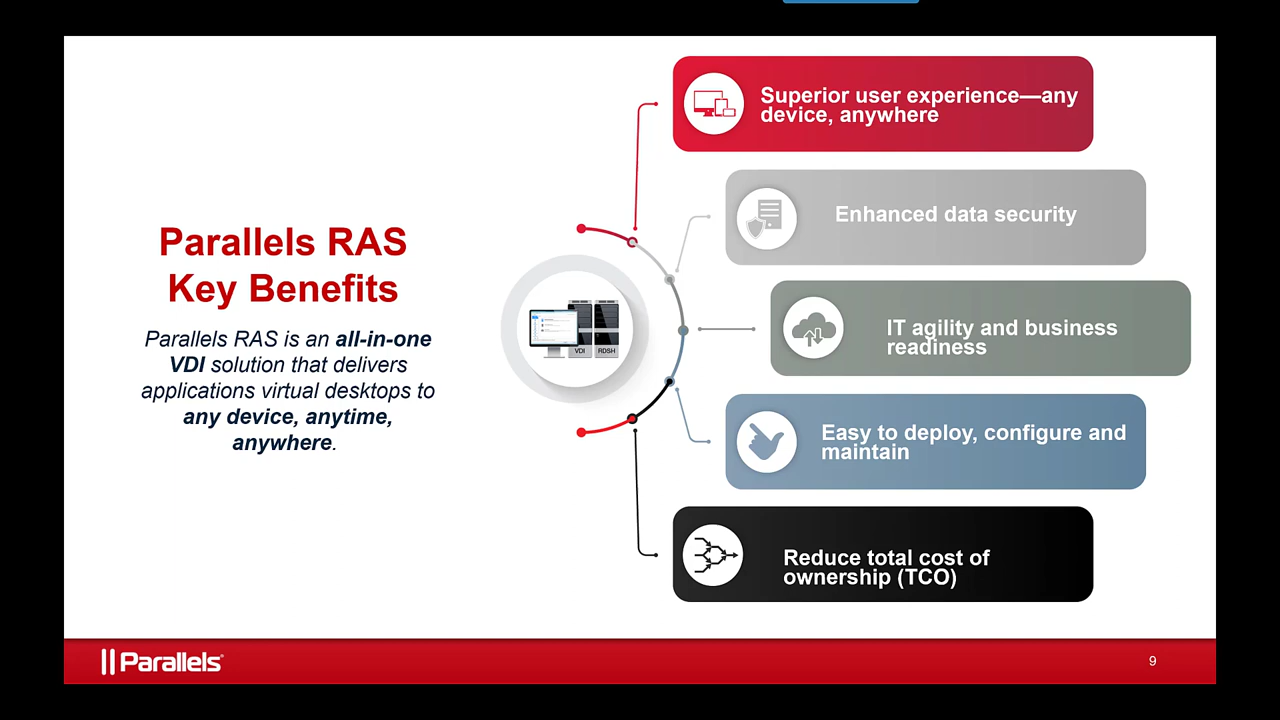 Parallels RAS
Key Benefits
Parallels RAS is an all-in-one
VDI solution that delivers
applications virtual desktops to
any device, anytime,
anywhere.
VDI
RDSH
Superior user experience—any
device, anywhere
Enhanced data security
IT agility and business
readiness
Easy to deploy, configure and
maintain
Reduce total cost of
ownership (TCO)
Parallels
9